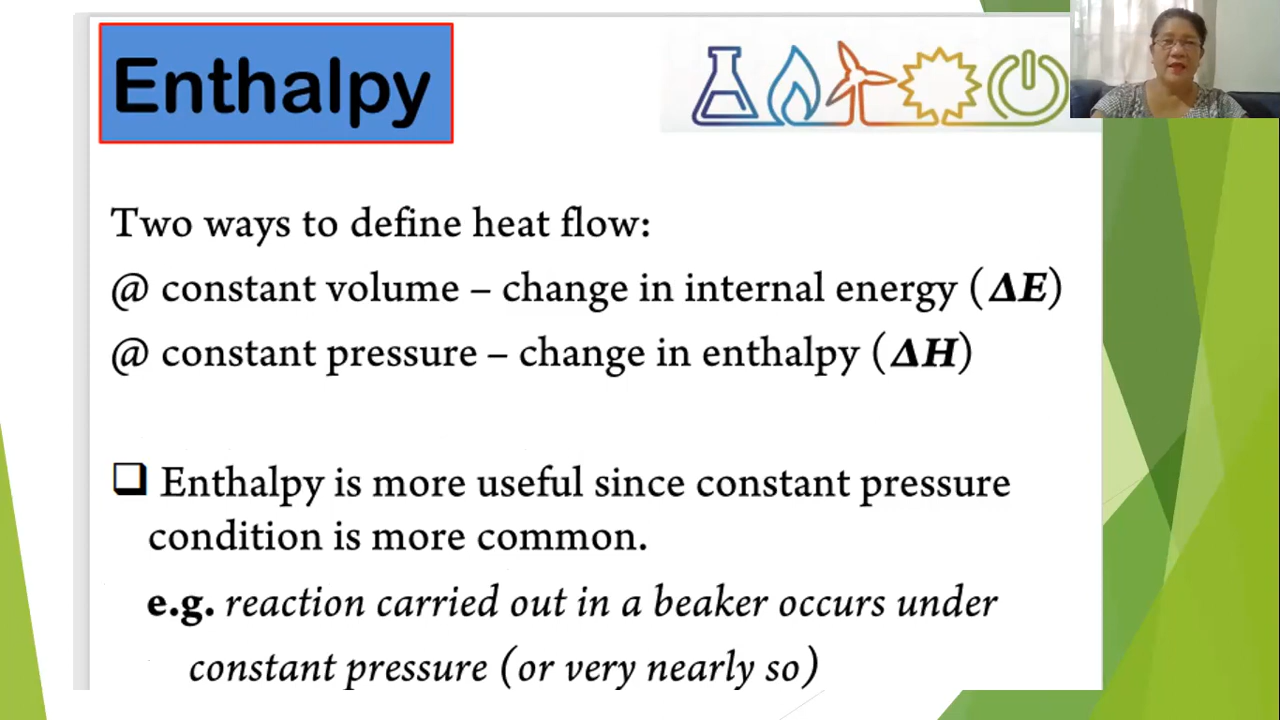 Enthalpy
Two ways to define heat flow:
@ constant volume – change in internal energy (ΔE)
@ constant pressure – change in enthalpy (ΔH)
❑ Enthalpy is more useful since constant pressure
condition is more common.
e.g. reaction carried out in a beaker occurs under
constant pressure (or very nearly so)